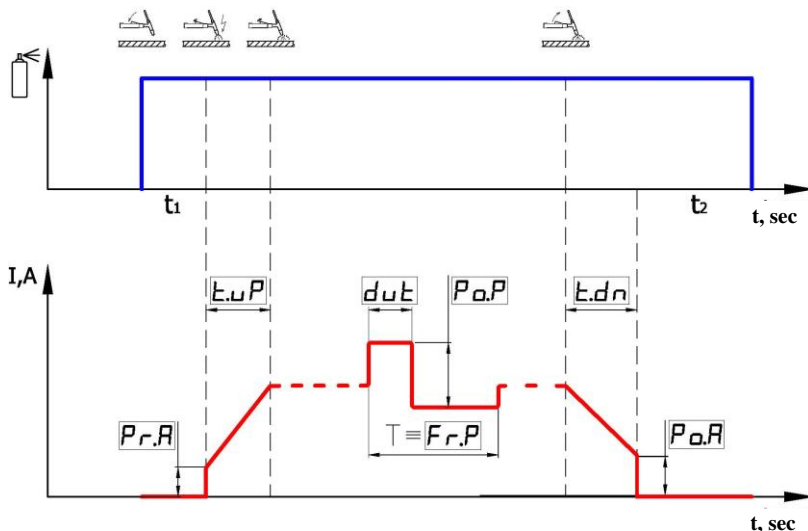 t1
t2
t, sec
I,A
t.uP
dut
Po.P
t.dn
Pr.A
T ≡ Fr.P
Po.A
t, sec